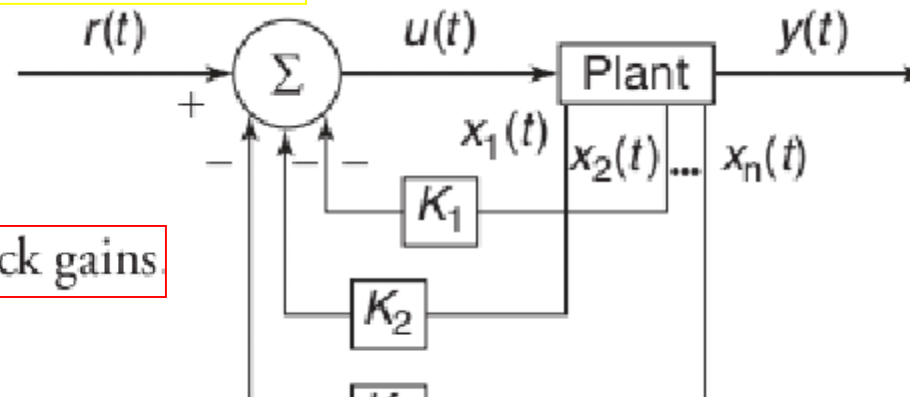 r(t) u(t) y(t)
Σ Plant
+
x₁(t) x₂(t) ... xₙ(t)
− − −
K₁
ck gains.
K₂